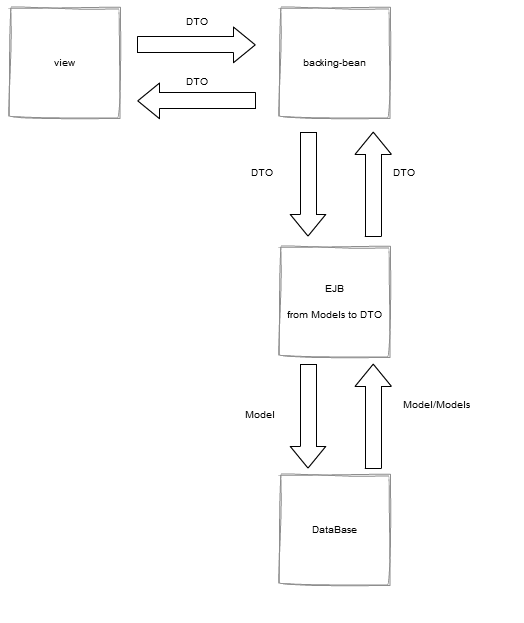 DTO
view
backing-bean
DTO
DTO
DTO
EJB
from Models to DTO
Model
Model/Models
DataBase